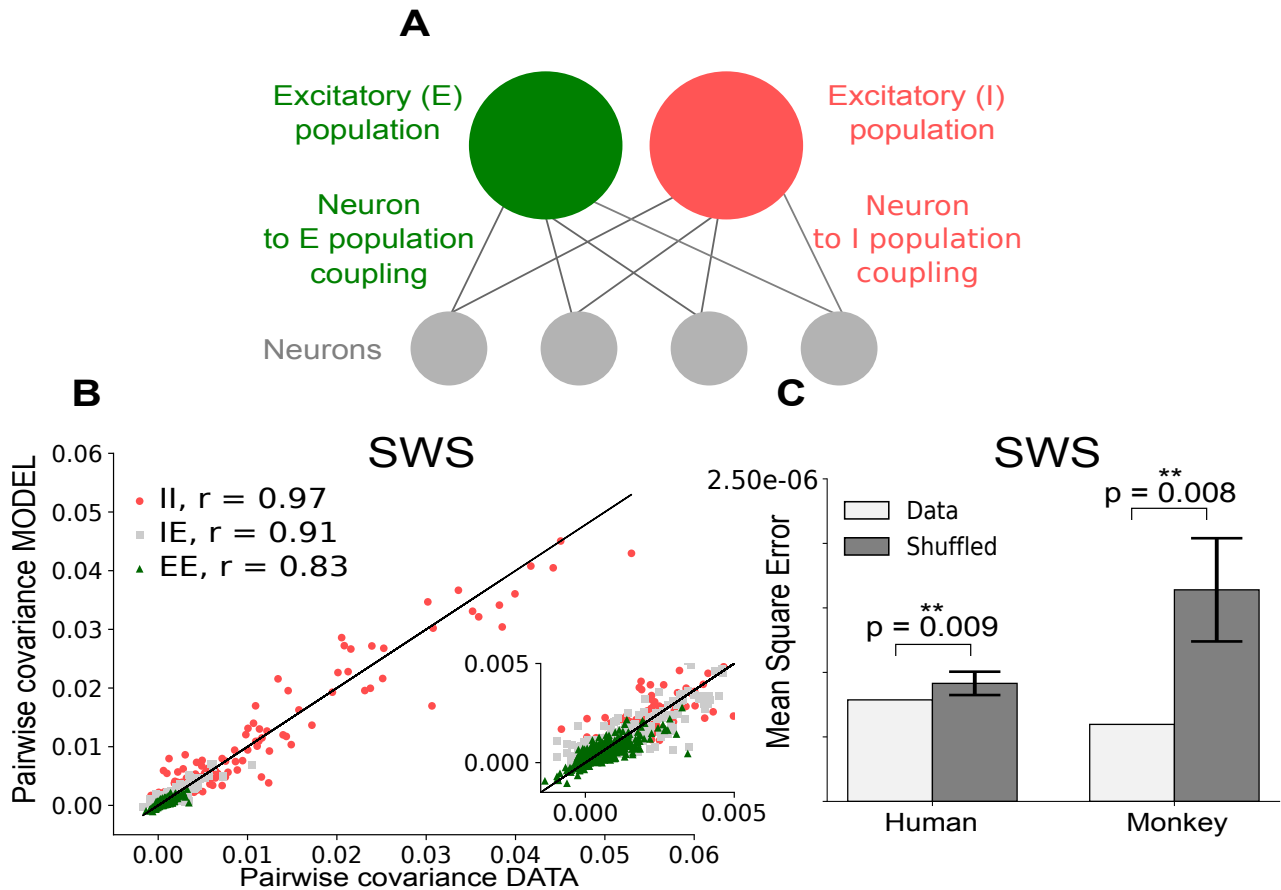 A
Excitatory (E)
population
Excitatory (I)
population
Neuron
to E population
coupling
Neuron
to I population
coupling
Neurons
B
SWS
Pairwise covariance MODEL
0.06
0.05
0.04
0.03
0.02
0.01
0.00
II, r = 0.97
IE, r = 0.91
EE, r = 0.83
0.005
0.000
0.000
0.005
0.00
0.01
0.02
0.03
0.04
0.05
0.06
Pairwise covariance DATA
C
SWS
2.50e-06
Mean Square Error
Data
Shuffled
**
p = 0.009
**
p = 0.008
Human
Monkey